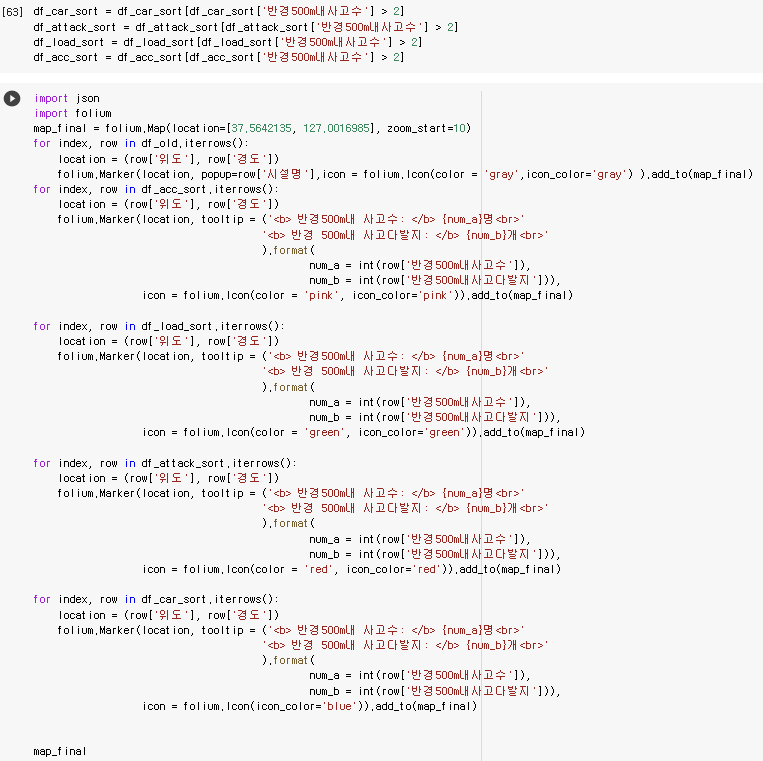 [63] df_car_sort = df_car_sort[df_car_sort['반경500m내사고수'] > 2]
df_attack_sort = df_attack_sort[df_attack_sort['반경500m내사고수'] > 2]
df_load_sort = df_load_sort[df_load_sort['반경500m내사고수'] > 2]
df_acc_sort = df_acc_sort[df_acc_sort['반경500m내사고수'] > 2]
import json
import folium
map_final = folium.Map(location=[37.5642135, 127.0016985], zoom_start=10)
for index, row in df_old.iterrows():
    location = (row['위도'], row['경도'])
    folium.Marker(location, popup=row['시설명'],icon = folium.Icon(color = 'gray',icon_color='gray') ).add_to(map_final)
for index, row in df_acc_sort.iterrows():
    location = (row['위도'], row['경도'])
    folium.Marker(location, tooltip = ('<b> 반경500m내 사고수: </b> {num_a}명<br>'
                                      '<b> 반경 500m내 사고다발지: </b> {num_b}개<br>'
                                      ).format(
                                              num_a = int(row['반경500m내사고수']),
                                              num_b = int(row['반경500m내사고다발지'])),
                  icon = folium.Icon(color = 'pink', icon_color='pink')).add_to(map_final)
for index, row in df_load_sort.iterrows():
    location = (row['위도'], row['경도'])
    folium.Marker(location, tooltip = ('<b> 반경500m내 사고수: </b> {num_a}명<br>'
                                      '<b> 반경 500m내 사고다발지: </b> {num_b}개<br>'
                                      ).format(
                                              num_a = int(row['반경500m내사고수']),
                                              num_b = int(row['반경500m내사고다발지'])),
                  icon = folium.Icon(color = 'green', icon_color='green')).add_to(map_final)
for index, row in df_attack_sort.iterrows():
    location = (row['위도'], row['경도'])
    folium.Marker(location, tooltip = ('<b> 반경500m내 사고수: </b> {num_a}명<br>'
                                      '<b> 반경 500m내 사고다발지: </b> {num_b}개<br>'
                                      ).format(
                                              num_a = int(row['반경500m내사고수']),
                                              num_b = int(row['반경500m내사고다발지'])),
                  icon = folium.Icon(color = 'red', icon_color='red')).add_to(map_final)
for index, row in df_car_sort.iterrows():
    location = (row['위도'], row['경도'])
    folium.Marker(location, tooltip = ('<b> 반경500m내 사고수: </b> {num_a}명<br>'
                                      '<b> 반경 500m내 사고다발지: </b> {num_b}개<br>'
                                      ).format(
                                              num_a = int(row['반경500m내사고수']),
                                              num_b = int(row['반경500m내사고다발지'])),
                  icon = folium.Icon(icon_color='blue')).add_to(map_final)
map_final